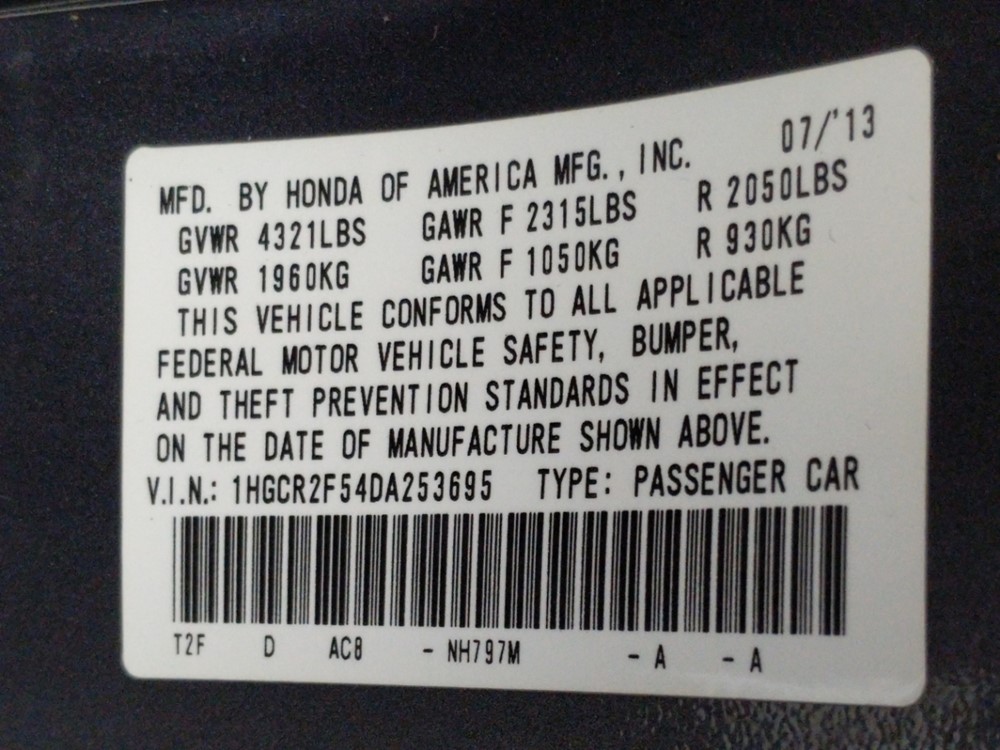 07/'13
MFD. BY HONDA OF AMERICA MFG., INC.
GVWR 4321LBS GAWR F 2315LBS R 2050LBS
GVWR 1960KG GAWR F 1050KG R 930KG
THIS VEHICLE CONFORMS TO ALL APPLICABLE
FEDERAL MOTOR VEHICLE SAFETY, BUMPER,
AND THEFT PREVENTION STANDARDS IN EFFECT
ON THE DATE OF MANUFACTURE SHOWN ABOVE.
V.I.N.: 1HGCR2F54DA253695 TYPE: PASSENGER CAR
T2F D AC8 - NH797M - A - A